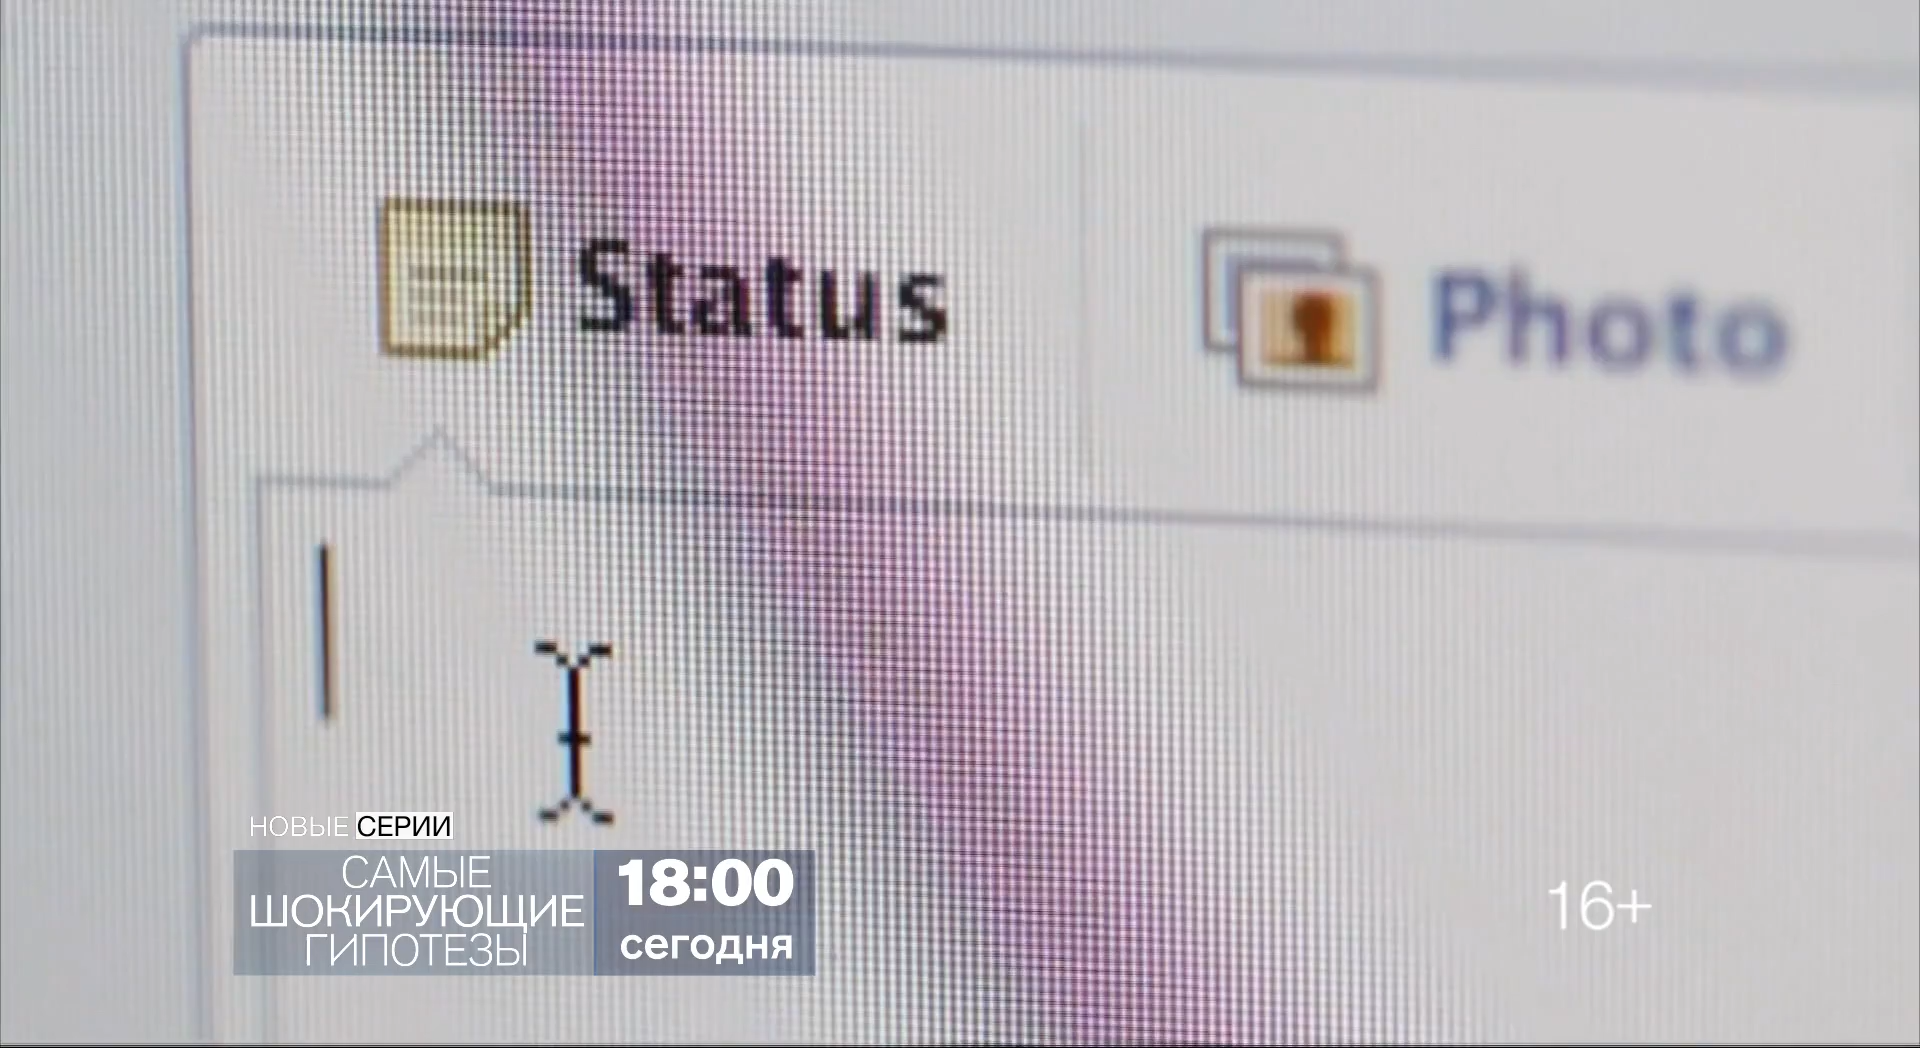 Status
Photo
НОВЫЕ СЕРИИ
САМЫЕ
ШОКИРУЮЩИЕ
ГИПОТЕЗЫ
18:00
сегодня
16+